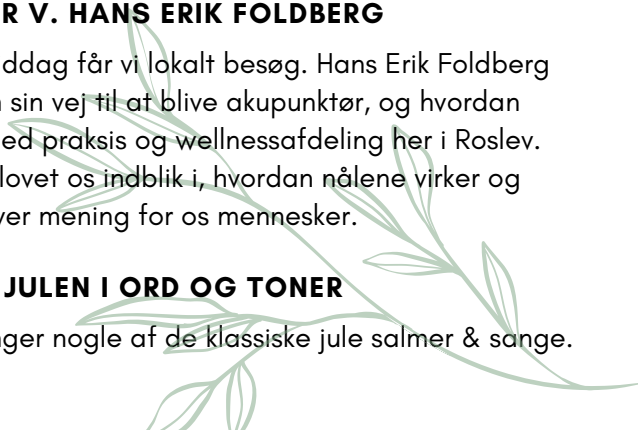 R V. HANS ERIK FOLDBERG
ddag får vi lokalt besøg. Hans Erik Foldberg
sin vej til at blive akupunktør, og hvordan
ed praksis og wellnessafdeling her i Roslev.
lovet os indblik i, hvordan nålene virker og
ver mening for os mennesker.
JULEN I ORD OG TONER
ger nogle af de klassiske jule salmer & sange.